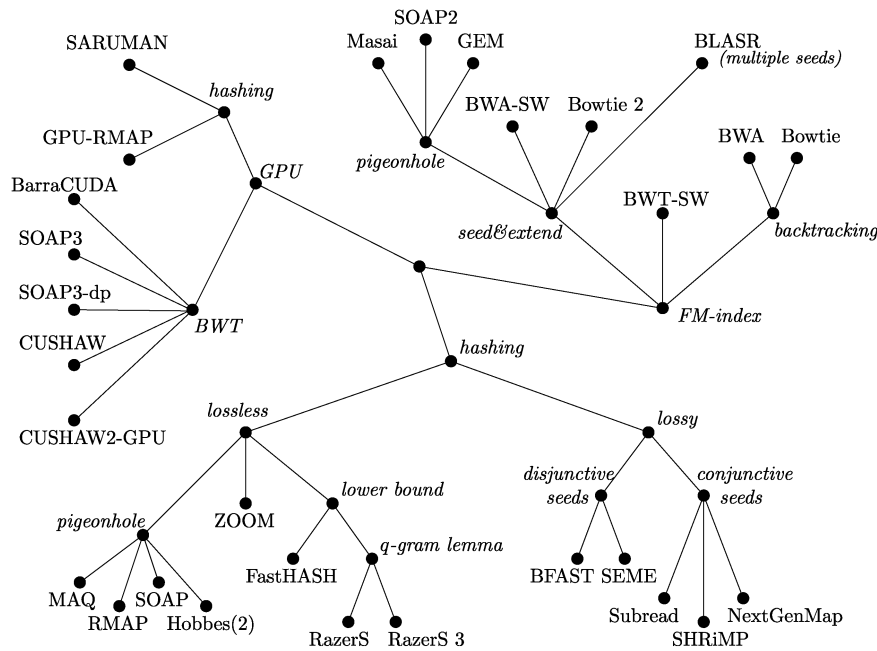 SOAP2
SARUMAN
Masai
GEM
BLASR
(multiple seeds)
hashing
BWA-SW
Bowtie 2
GPU-RMAP
pigeonhole
BWA
Bowtie
GPU
BarraCUDA
BWT-SW
SOAP3
seed&extend
backtracking
SOAP3-dp
BWT
FM-index
CUSHAW
hashing
CUSHAW2-GPU
lossless
lossy
disjunctive
seeds
conjunctive
seeds
lower bound
pigeonhole
ZOOM
q-gram lemma
FastHASH
BFAST
SEME
MAQ
SOAP
RMAP
Hobbes(2)
Subread
NextGenMap
RazerS
RazerS 3
SHRiMP